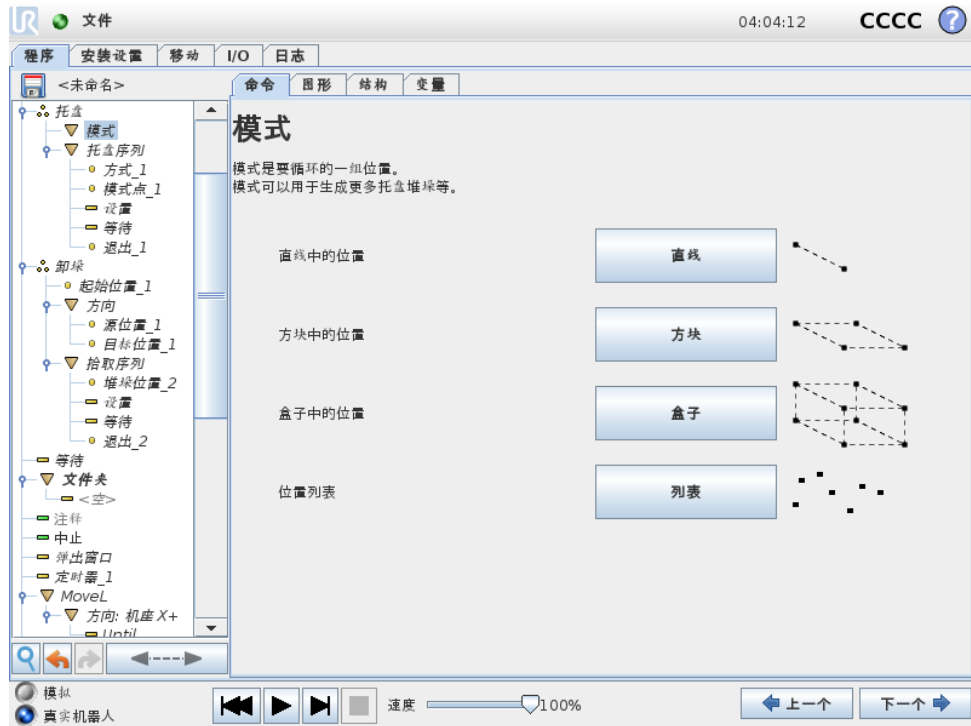 UR 文件 04:04:12 CCCC ?
程序 安装设置 移动 I/O 日志
<未命名>
命令 图形 结构 变量
托盘
模式
托盘序列
方式_1
模式点_1
设置
等待
退出_1
卸垛
起始位置_1
方向
源位置_1
目标位置_1
拾取序列
堆垛位置_2
设置
等待
退出_2
等待
文件夹
<空>
注释
中止
弹出窗口
定时器_1
MoveL
方向: 机座 X+
Until
模式
模式是要循环的一组位置。
模式可以用于生成更多托盘堆垛等。
直线中的位置 直线
方块中的位置 方块
盒子中的位置 盒子
位置列表 列表
模拟
真实机器人
速度 100%
上一个 下一个